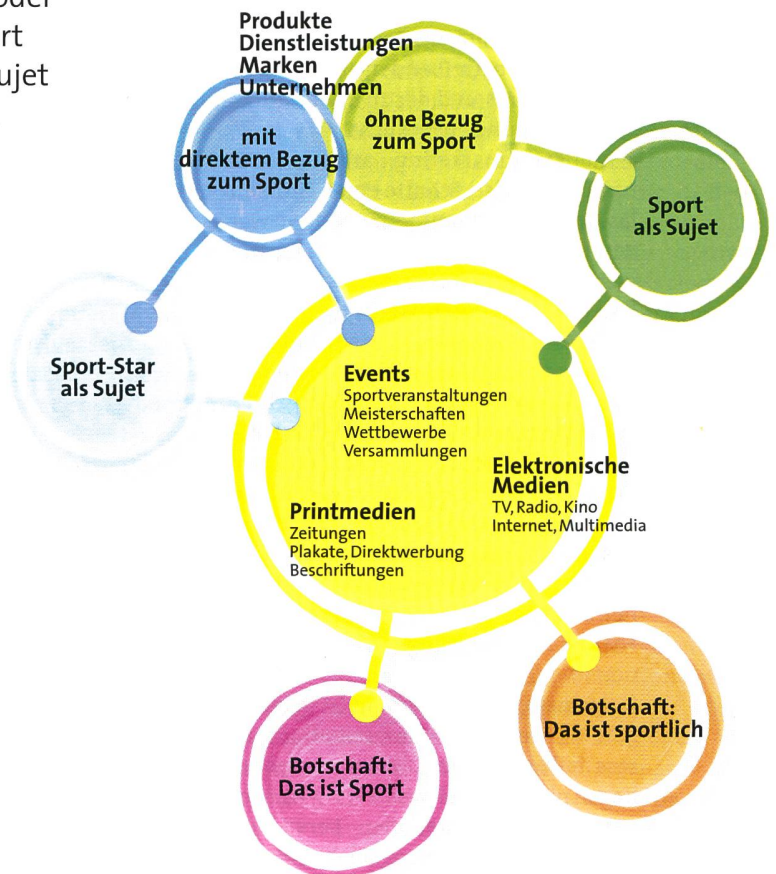 rt
ujet
Produkte
Dienstleistungen
Marken
Unternehmen
mit
direktem Bezug
zum Sport
ohne Bezug
zum Sport
Sport
als Sujet
Sport-Star
als Sujet
Events
Sportveranstaltungen
Meisterschaften
Wettbewerbe
Versammlungen
Elektronische
Medien
TV, Radio, Kino
Internet, Multimedia
Printmedien
Zeitungen
Plakate, Direktwerbung
Beschriftungen
Botschaft:
Das ist sportlich
Botschaft:
Das ist Sport